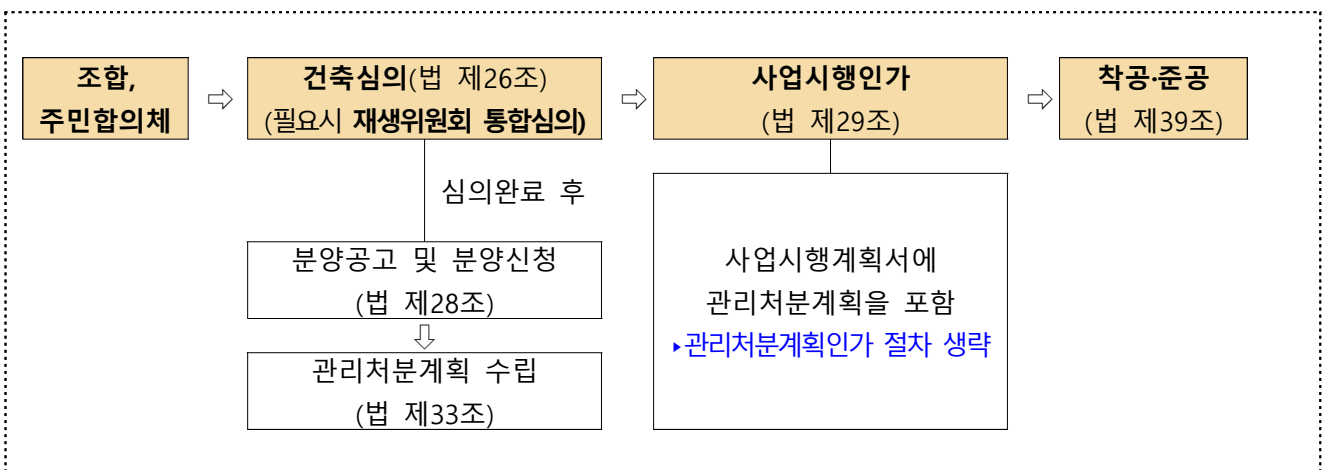 조합,
주민합의체
⇨
건축심의(법 제26조)
(필요시 재생위원회 통합심의)
⇨
사업시행인가
(법 제29조)
⇨
착공·준공
(법 제39조)
심의완료 후
분양공고 및 분양신청
(법 제28조)
⇩
관리처분계획 수립
(법 제33조)
사업시행계획서에
관리처분계획을 포함
▸관리처분계획인가 절차 생략